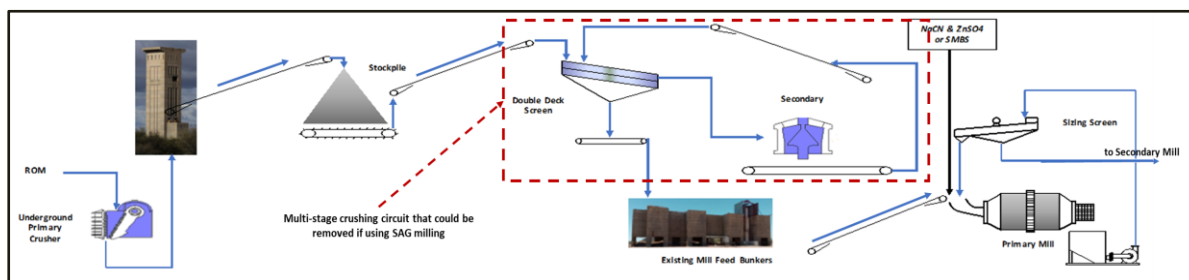 NaCN & ZnSO4
or SMBS
Stockpile
Double Deck
Screen
Secondary
Sizing Screen
to Secondary Mill
ROM
Underground
Primary
Crusher
Multi-stage crushing circuit that could be
removed if using SAG milling
Existing Mill Feed Bunkers
Primary Mill